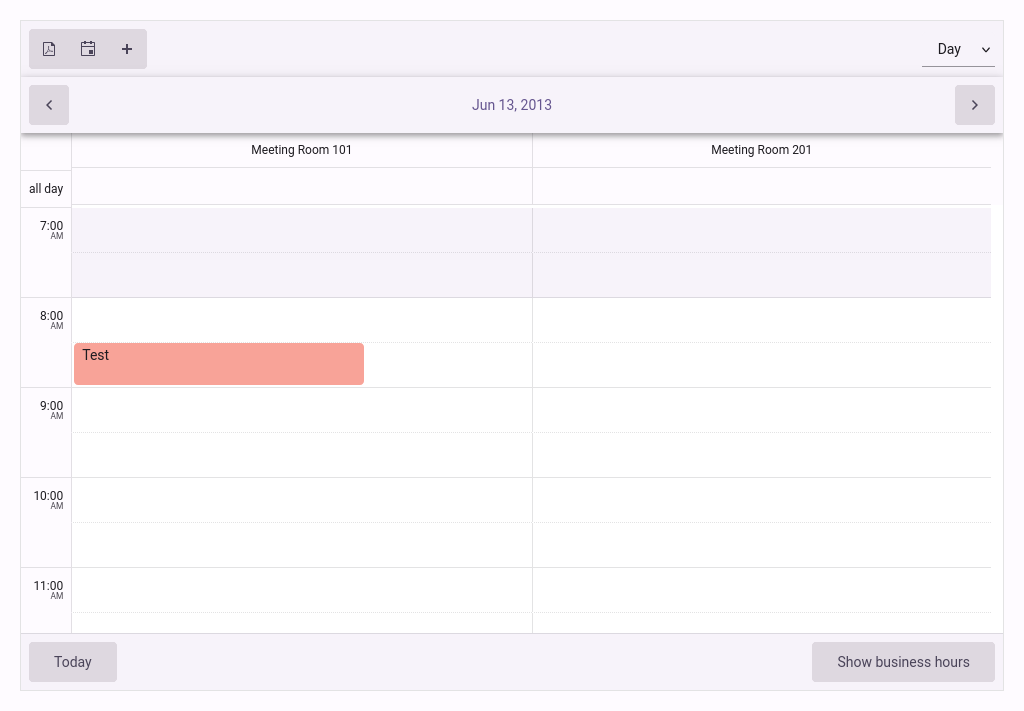 Day
Jun 13, 2013
Meeting Room 101 Meeting Room 201
all day
7:00
AM
8:00
AM
Test
9:00
AM
10:00
AM
11:00
AM
Today Show business hours